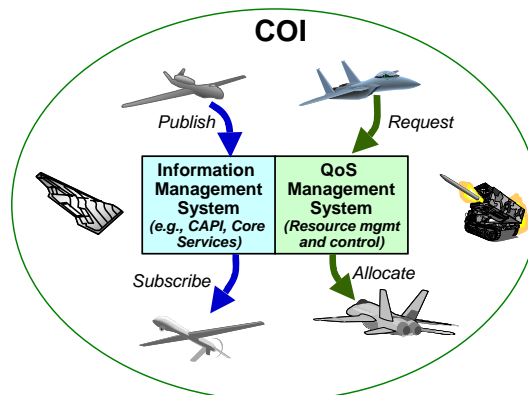 COI
Publish
Request
Information
Management
System
(e.g., CAPI, Core
Services)
QoS
Management
System
(Resource mgmt
and control)
Subscribe
Allocate